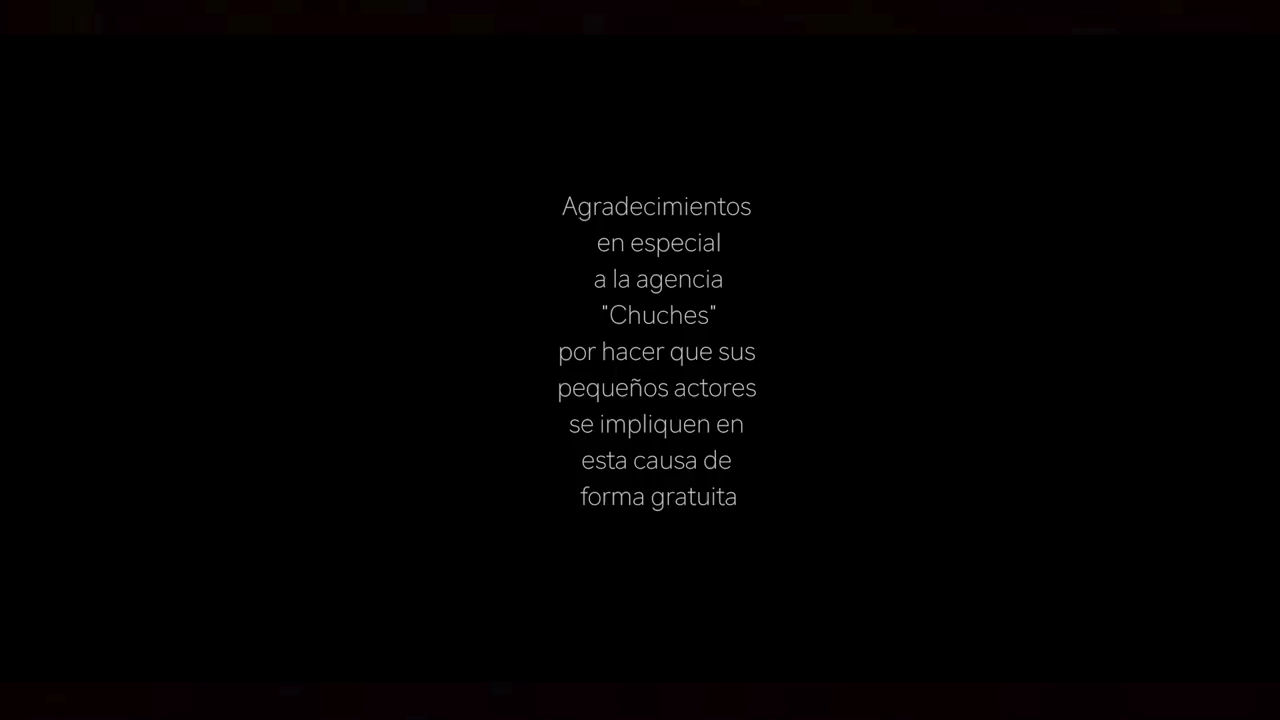 Agradecimientos
en especial
a la agencia
"Chuches"
por hacer que sus
pequeños actores
se impliquen en
esta causa de
forma gratuita